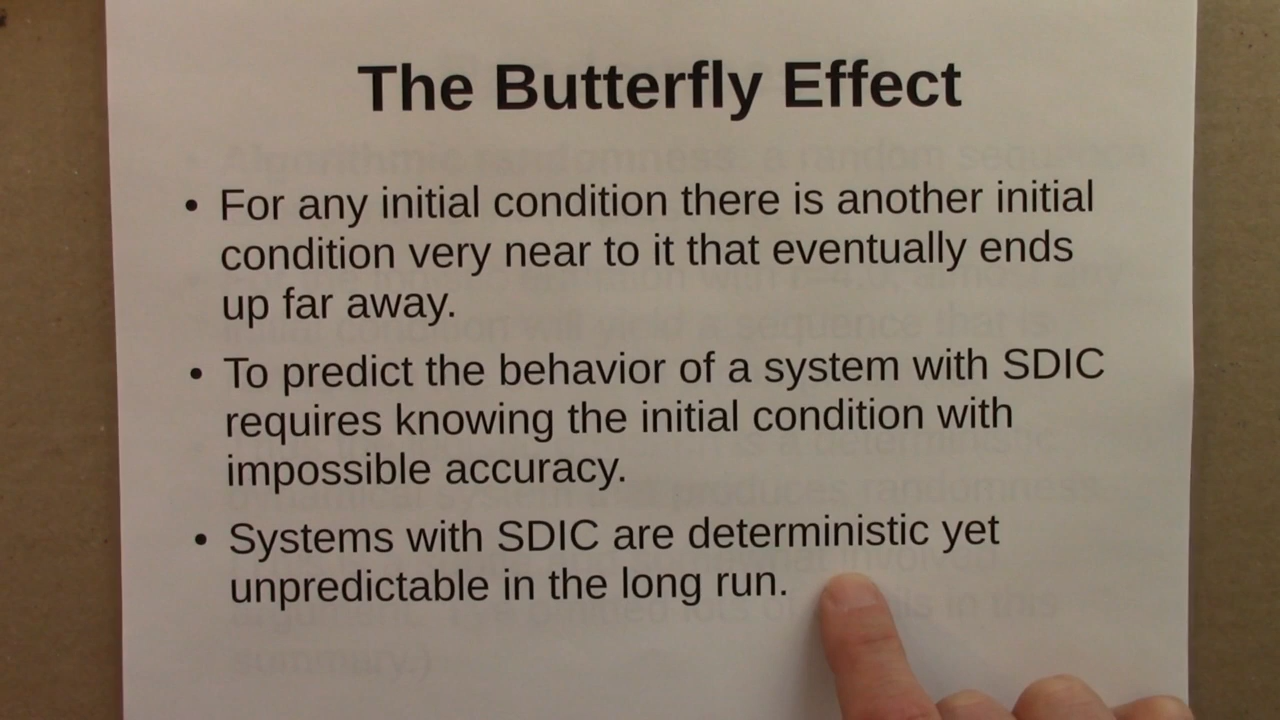 The Butterfly Effect
• For any initial condition there is another initial
condition very near to it that eventually ends
up far away.
• To predict the behavior of a system with SDIC
requires knowing the initial condition with
impossible accuracy.
• Systems with SDIC are deterministic yet
unpredictable in the long run.